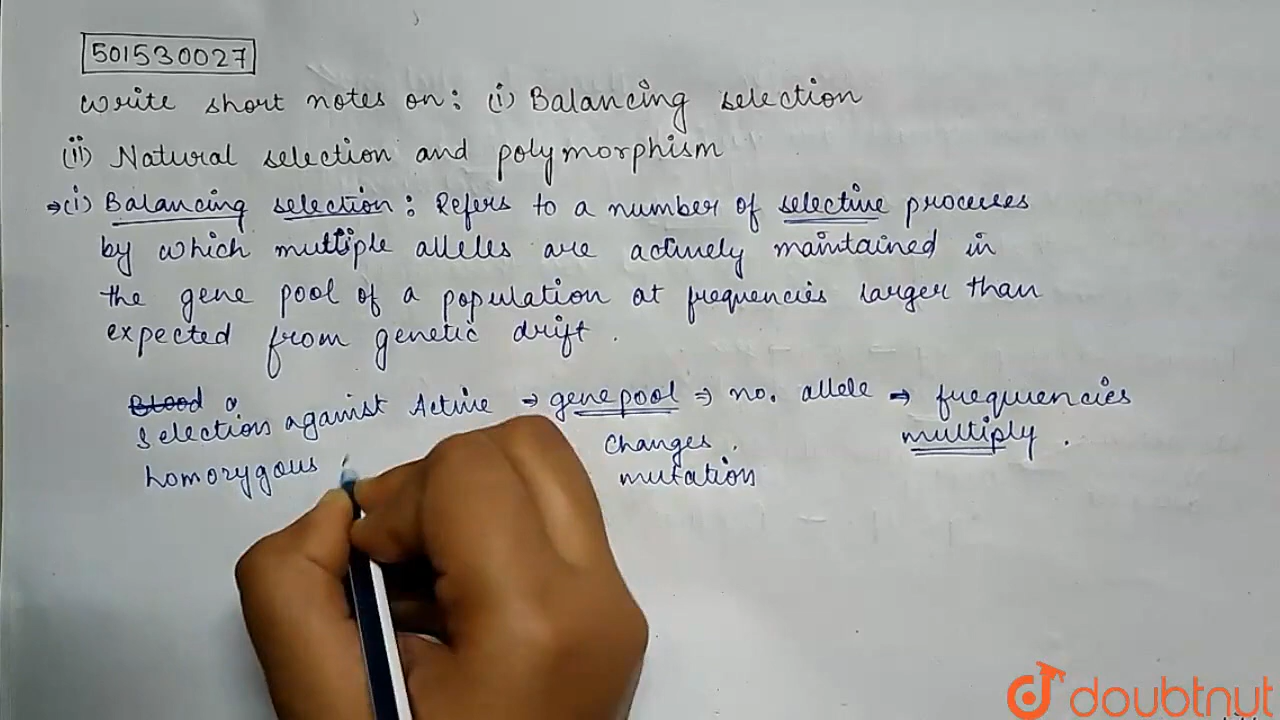 501530027
write short notes on: (i) Balancing selection
(ii) Natural selection and polymorphism
→(i) Balancing selection: Refers to a number of selective processes
by which multiple alleles are actively maintained in
the gene pool of a population at frequencies larger than
expected from genetic drift.
Blood
selection against Active → gene pool → no. allele → frequencies
homozygous changes. multiply.
mutation
doubtnut